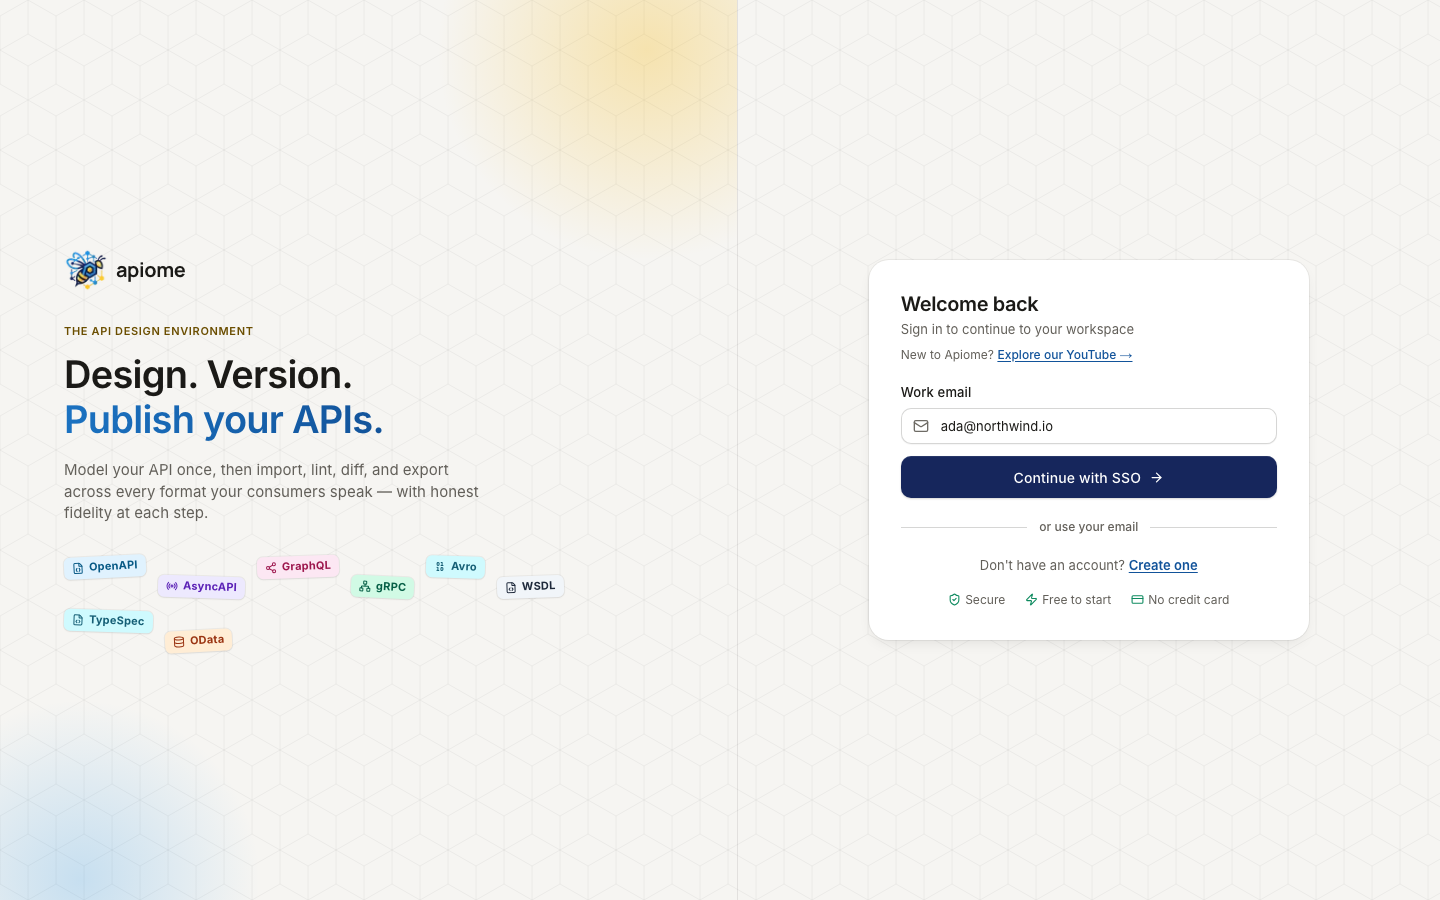 apiome
THE API DESIGN ENVIRONMENT
Design. Version.
Publish your APIs.
Model your API once, then import, lint, diff, and export
across every format your consumers speak — with honest
fidelity at each step.
OpenAPI
AsyncAPI
GraphQL
gRPC
Avro
WSDL
TypeSpec
OData
Welcome back
Sign in to continue to your workspace
New to Apiome? Explore our YouTube →
Work email
ada@northwind.io
Continue with SSO →
or use your email
Don't have an account? Create one
Secure
Free to start
No credit card